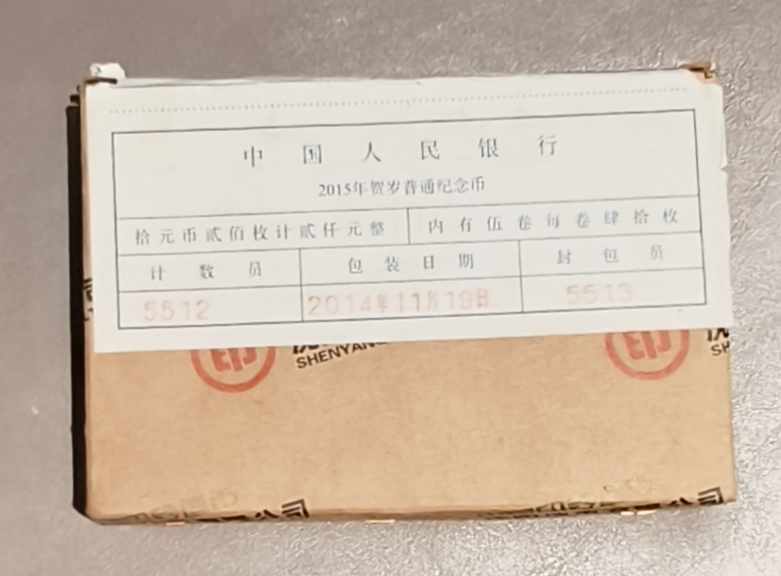 中国人民银行
2015年贺岁普通纪念币
拾元币贰佰枚计贰仟元整 内有伍卷每卷肆拾枚
计数员 包装日期 封包员
5512 2014年11月19日 5513
SHENYANG